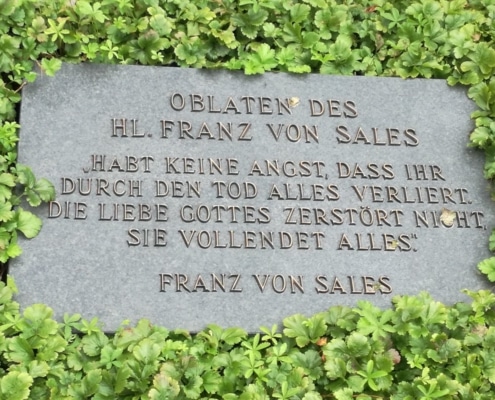 OBLATEN DES
HL. FRANZ VON SALES
„HABT KEINE ANGST, DASS IHR
DURCH DEN TOD ALLES VERLIERT.
DIE LIEBE GOTTES ZERSTÖRT NICHT,
SIE VOLLENDET ALLES.“
FRANZ VON SALES